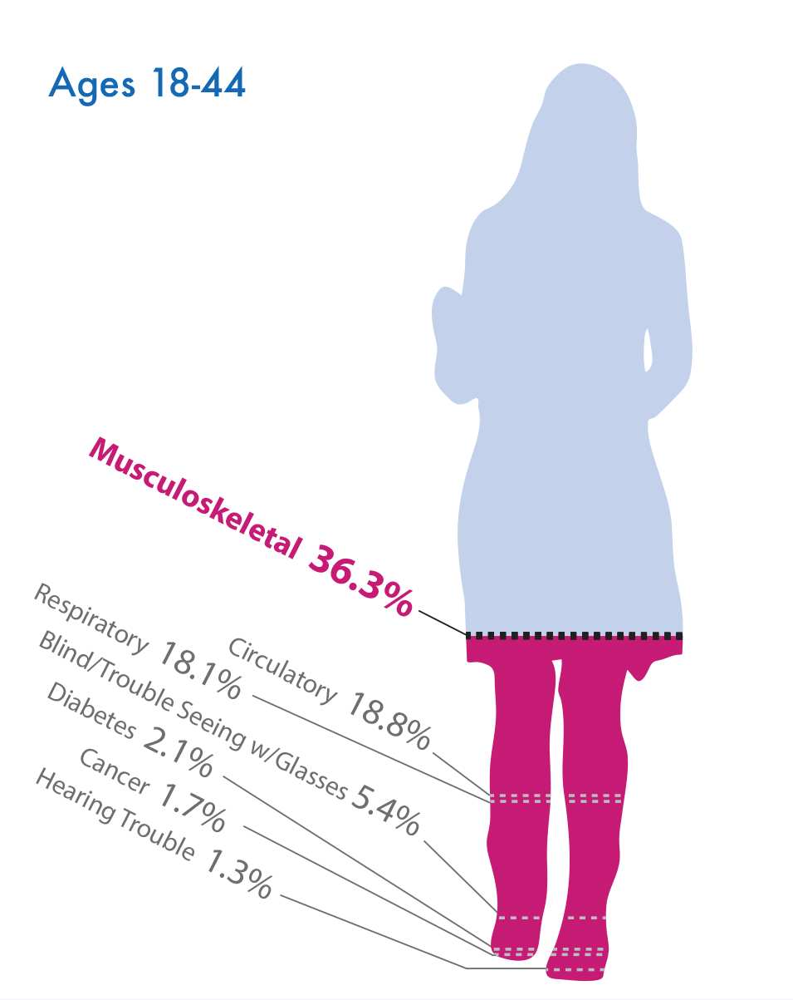 Ages 18-44
Musculoskeletal 36.3%
Circulatory 18.8%
Respiratory 18.1%
Blind/Trouble Seeing w/Glasses 5.4%
Diabetes 2.1%
Cancer 1.7%
Hearing Trouble 1.3%